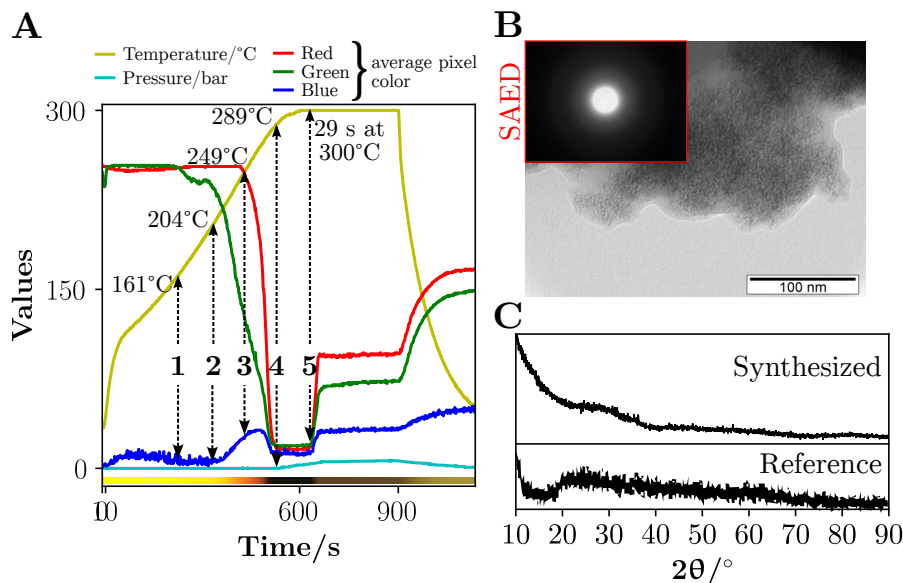 A
Temperature/°C
Pressure/bar
Red
Green
Blue
average pixel
color
300
150
0
Values
289°C
249°C
204°C
161°C
29 s at
300°C
1
2
3
4
5
600
900
Time/s
B
SAED
100 nm
C
Synthesized
Reference
10 20 30 40 50 60 70 80 90
2θ/°